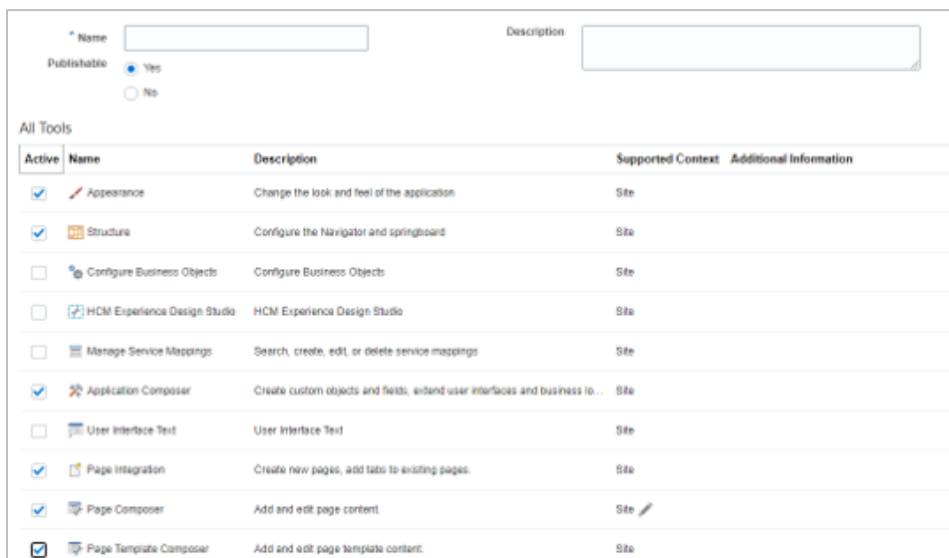 * Name
Description
Publishable
Yes
No
All Tools
Active Name Description Supported Context Additional Information
Appearance Change the look and feel of the application Site
Structure Configure the Navigator and springboard Site
Configure Business Objects Configure Business Objects Site
HCM Experience Design Studio HCM Experience Design Studio Site
Manage Service Mappings Search, create, edit, or delete service mappings Site
Application Composer Create custom objects and fields, extend user interfaces and business lo... Site
User Interface Text User Interface Text Site
Page Integration Create new pages, add tabs to existing pages. Site
Page Composer Add and edit page content. Site
Page Template Composer Add and edit page template content. Site